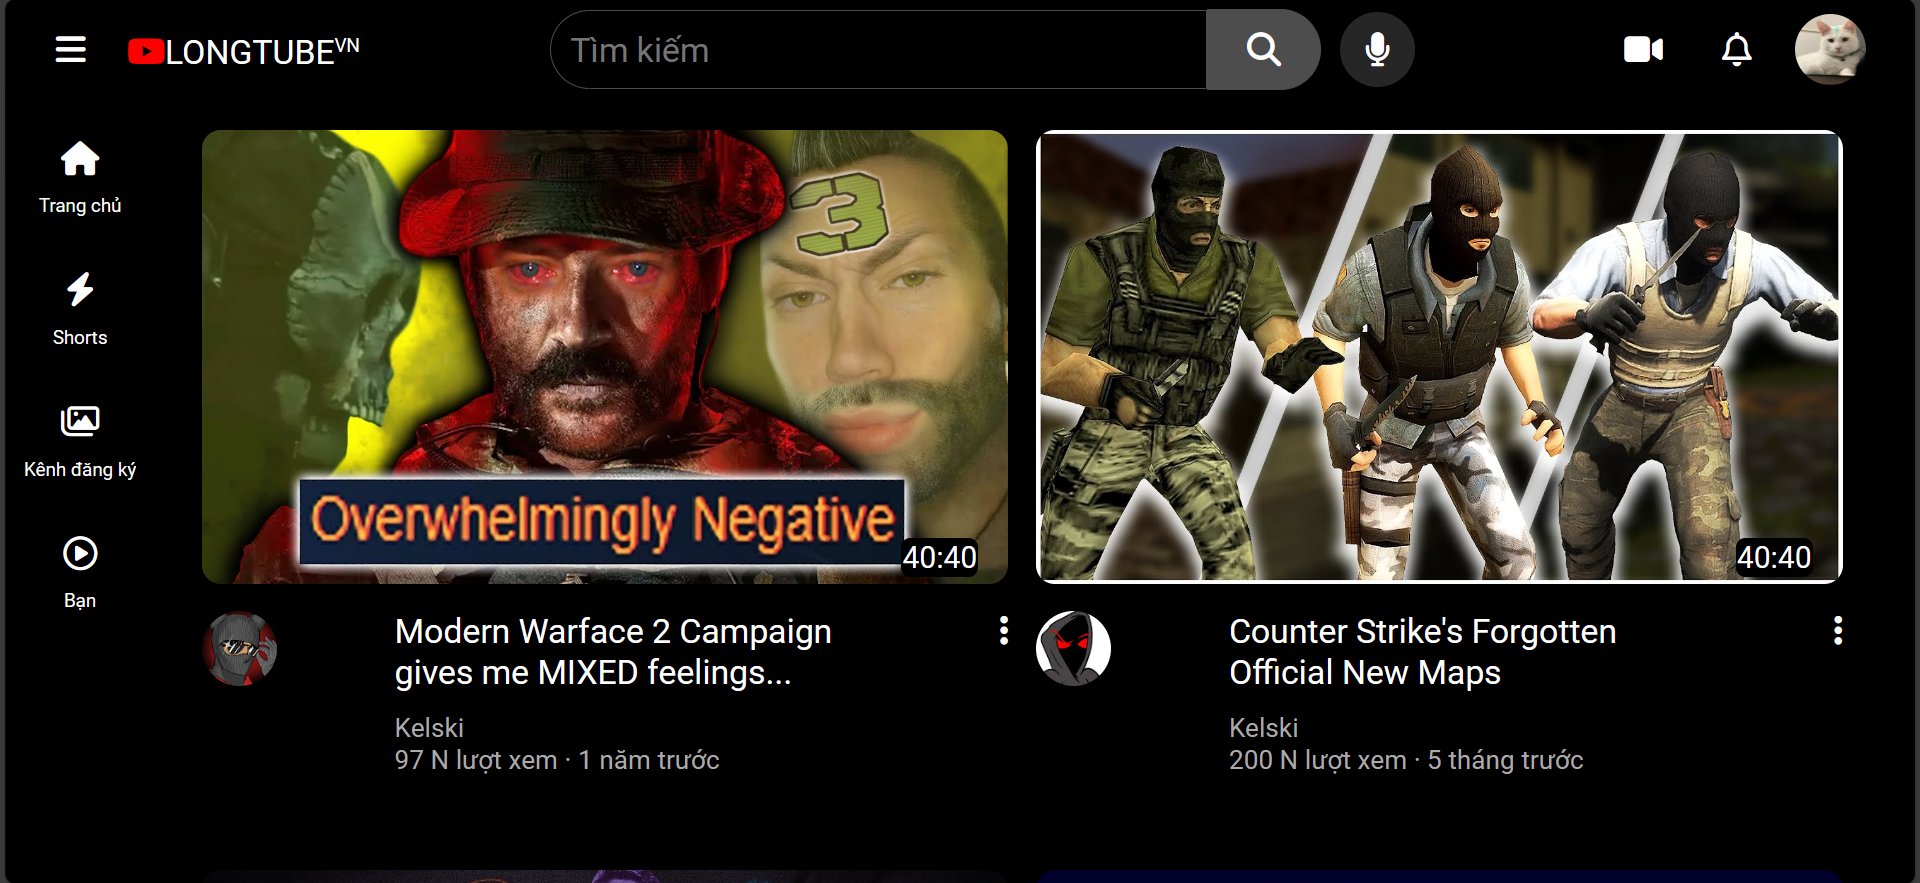 LONGTUBEVN
Tìm kiếm
Trang chủ
Shorts
Kênh đăng ký
Bạn
3
Overwhelmingly Negative
40:40
Modern Warface 2 Campaign
gives me MIXED feelings...
Kelski
97 N lượt xem · 1 năm trước
40:40
Counter Strike's Forgotten
Official New Maps
Kelski
200 N lượt xem · 5 tháng trước